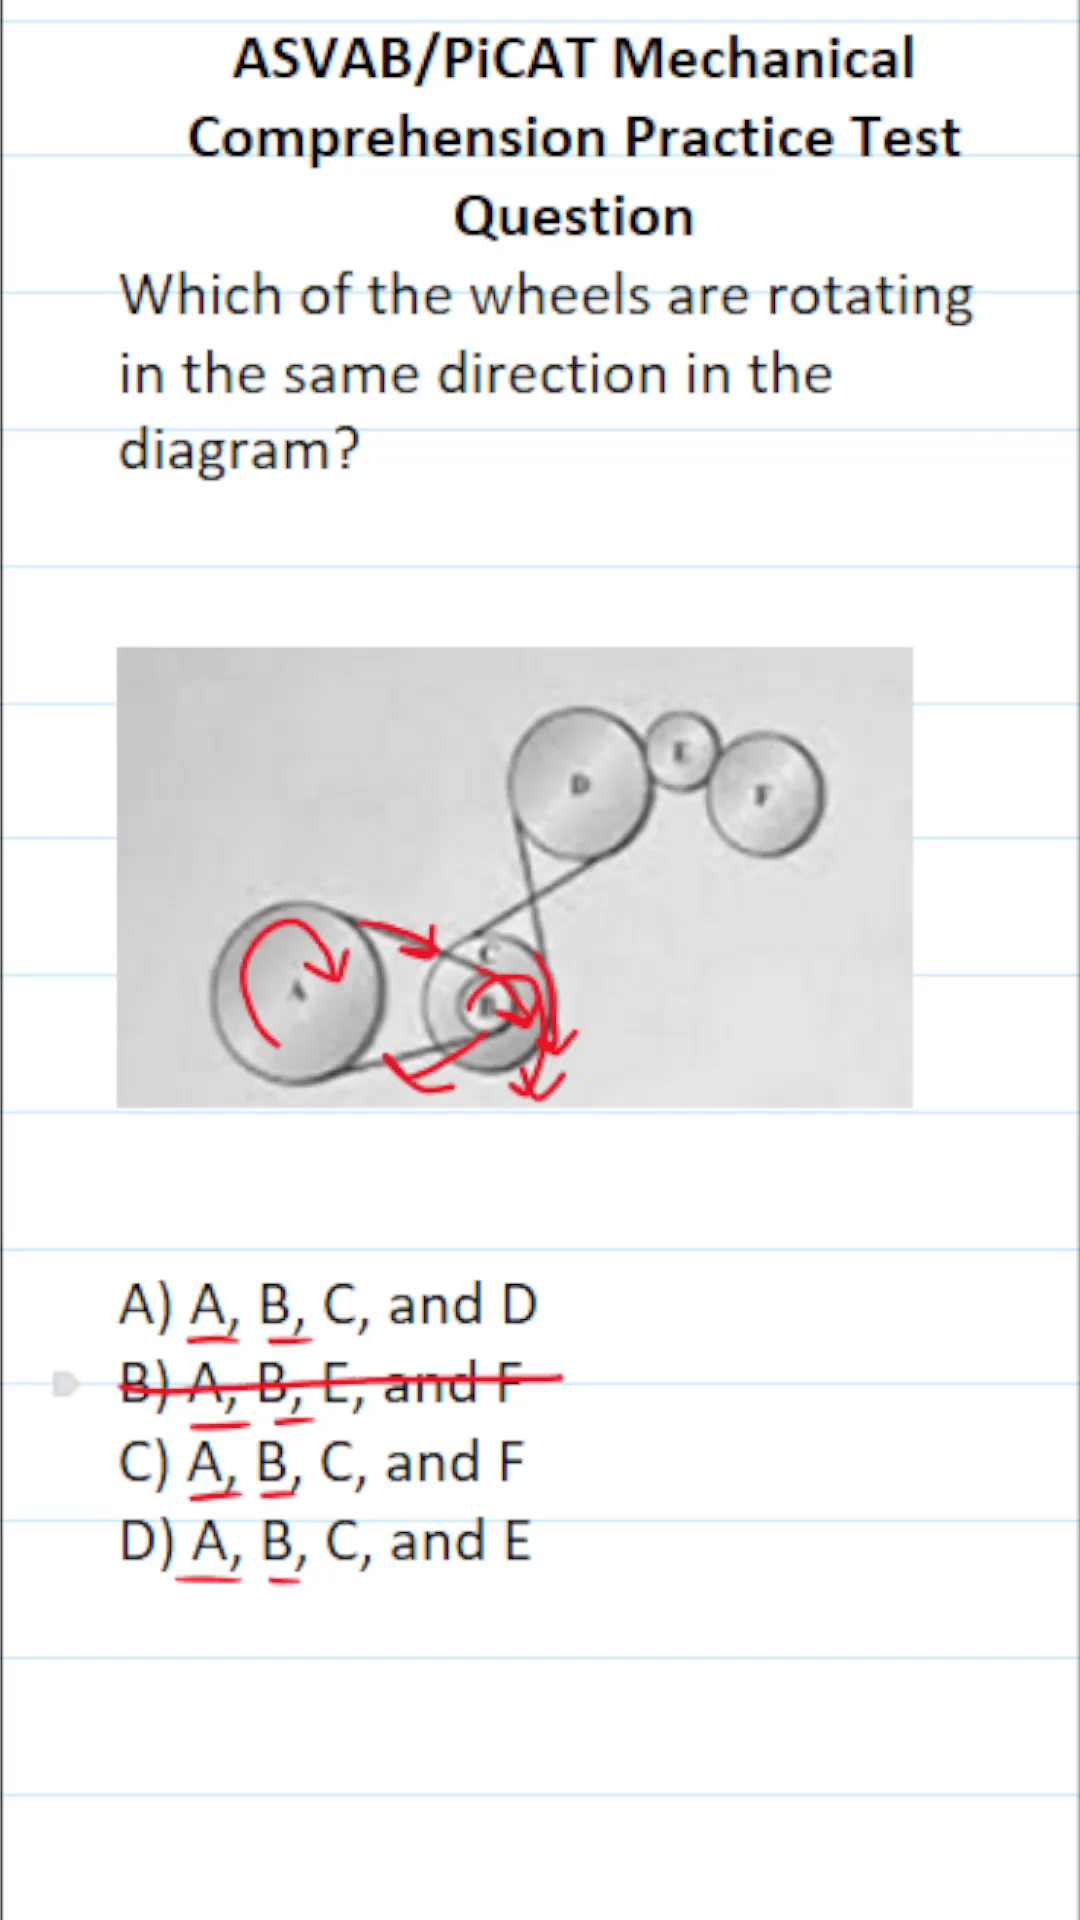 ASVAB/PiCAT Mechanical
Comprehension Practice Test
Question
Which of the wheels are rotating
in the same direction in the
diagram?
D
E
F
A
C
B
A) A, B, C, and D
B) A, B, E, and F
C) A, B, C, and F
D) A, B, C, and E